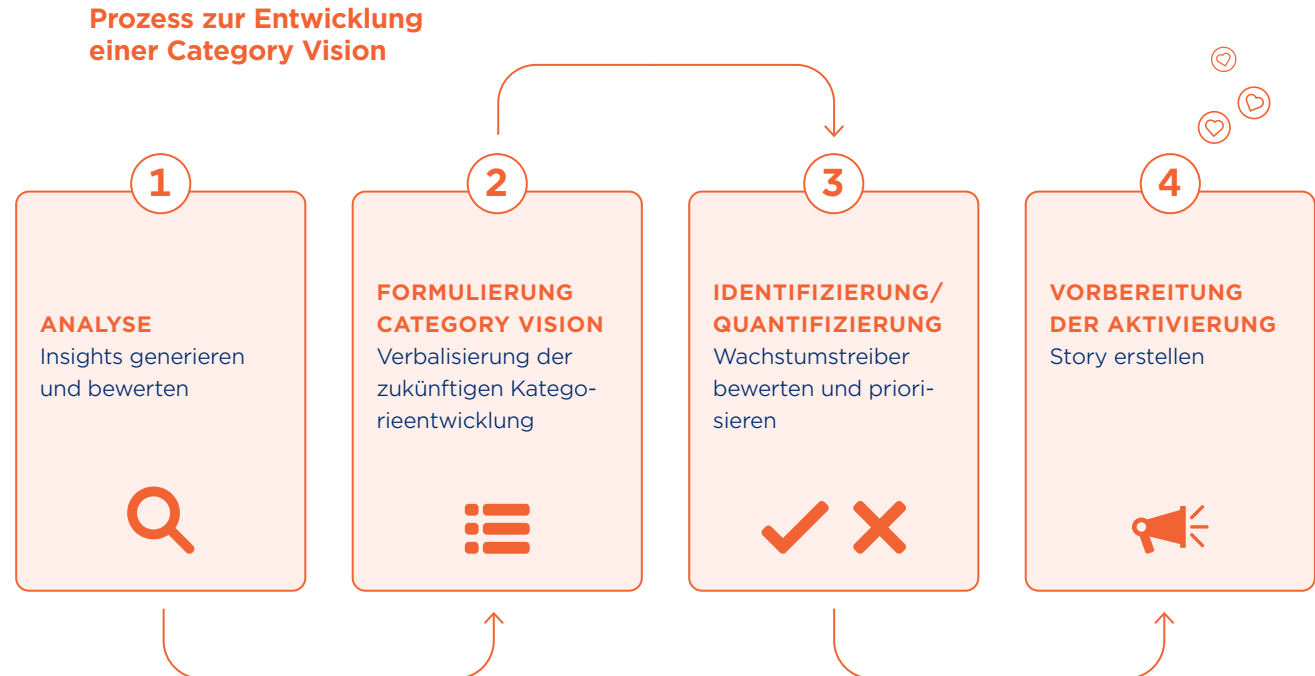 Prozess zur Entwicklung
einer Category Vision
1
ANALYSE
Insights generieren
und bewerten
2
FORMULIERUNG
CATEGORY VISION
Verbalisierung der
zukünftigen Katego-
rieentwicklung
3
IDENTIFIZIERUNG/
QUANTIFIZIERUNG
Wachstumstreiber
bewerten und priori-
sieren
4
VORBEREITUNG
DER AKTIVIERUNG
Story erstellen